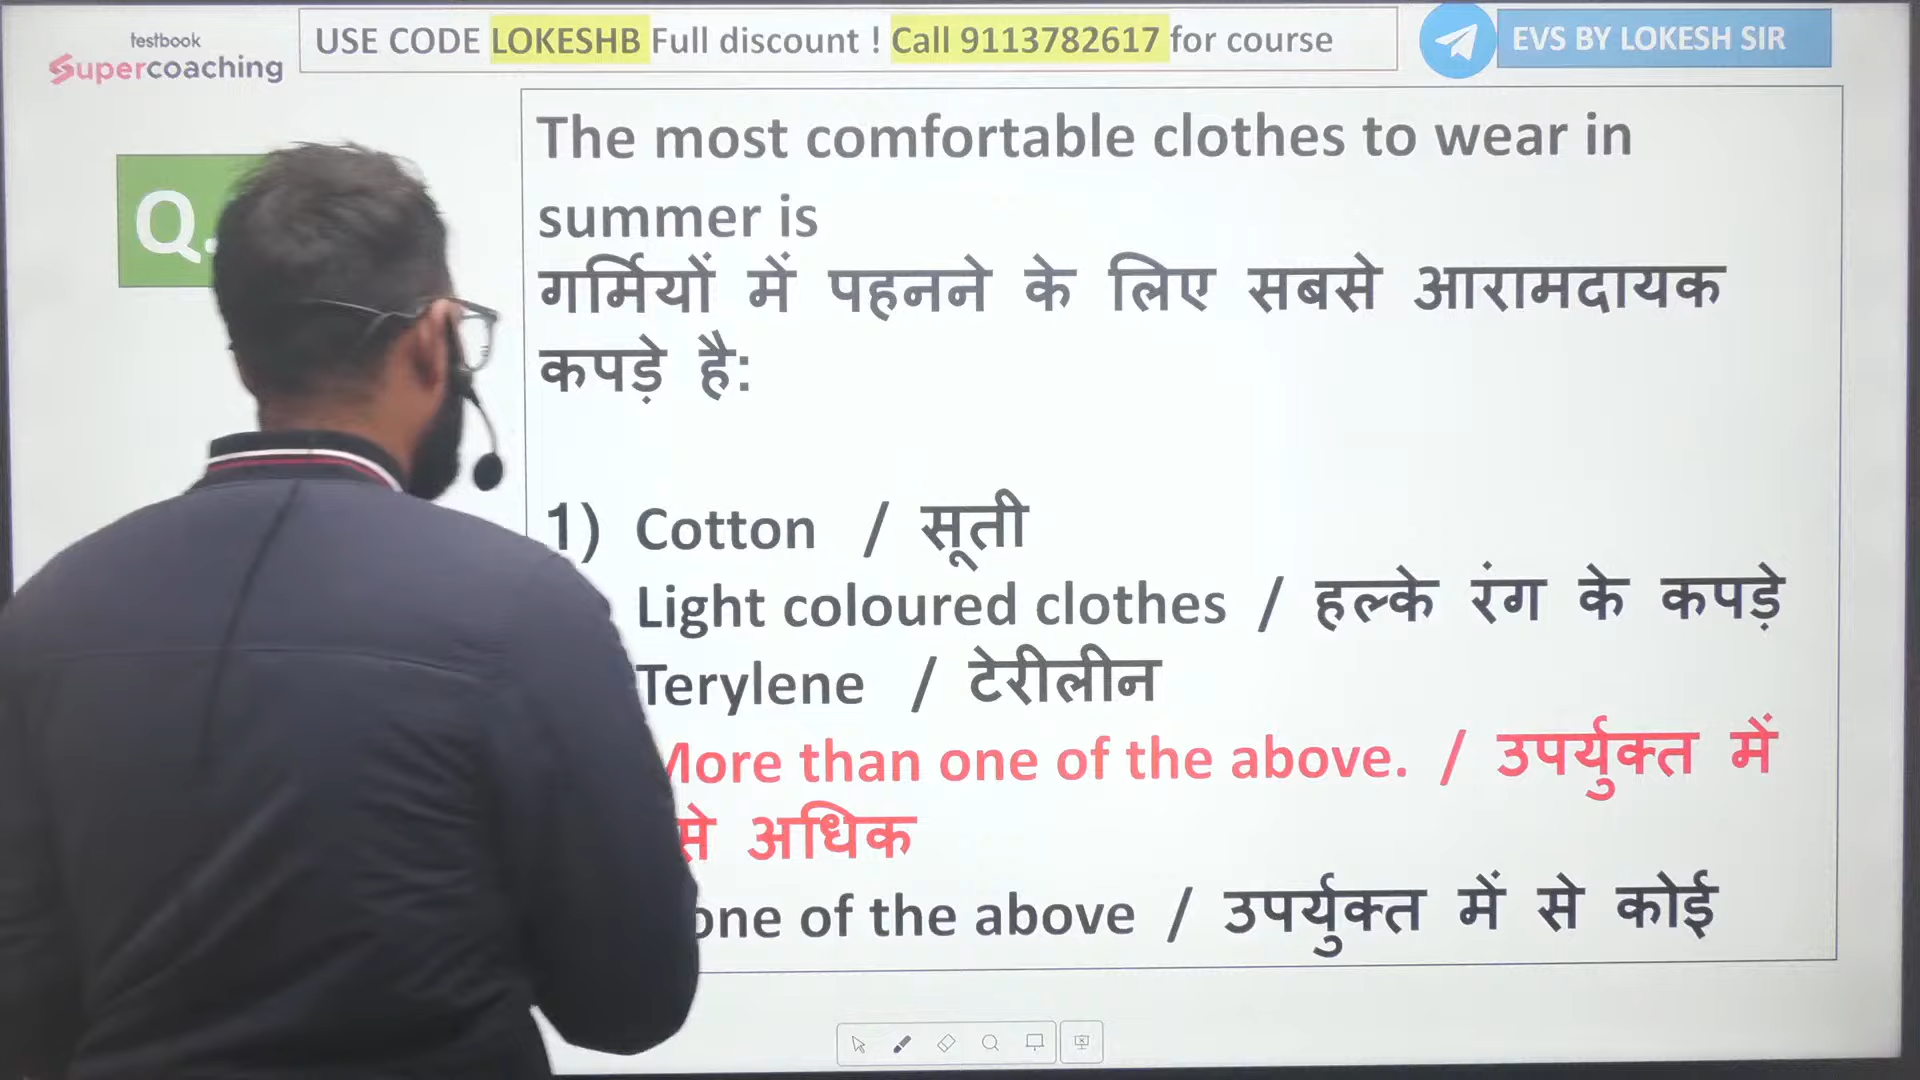 testbook
Supercoaching
USE CODE LOKESHB Full discount ! Call 9113782617 for course
EVS BY LOKESH SIR
Q.
The most comfortable clothes to wear in
summer is
गर्मियों में पहनने के लिए सबसे आरामदायक
कपड़े है:
1) Cotton / सूती
Light coloured clothes / हल्के रंग के कपड़े
Terylene / टेरीलीन
More than one of the above. / उपर्युक्त में
से अधिक
of the above / उपर्युक्त में से कोई